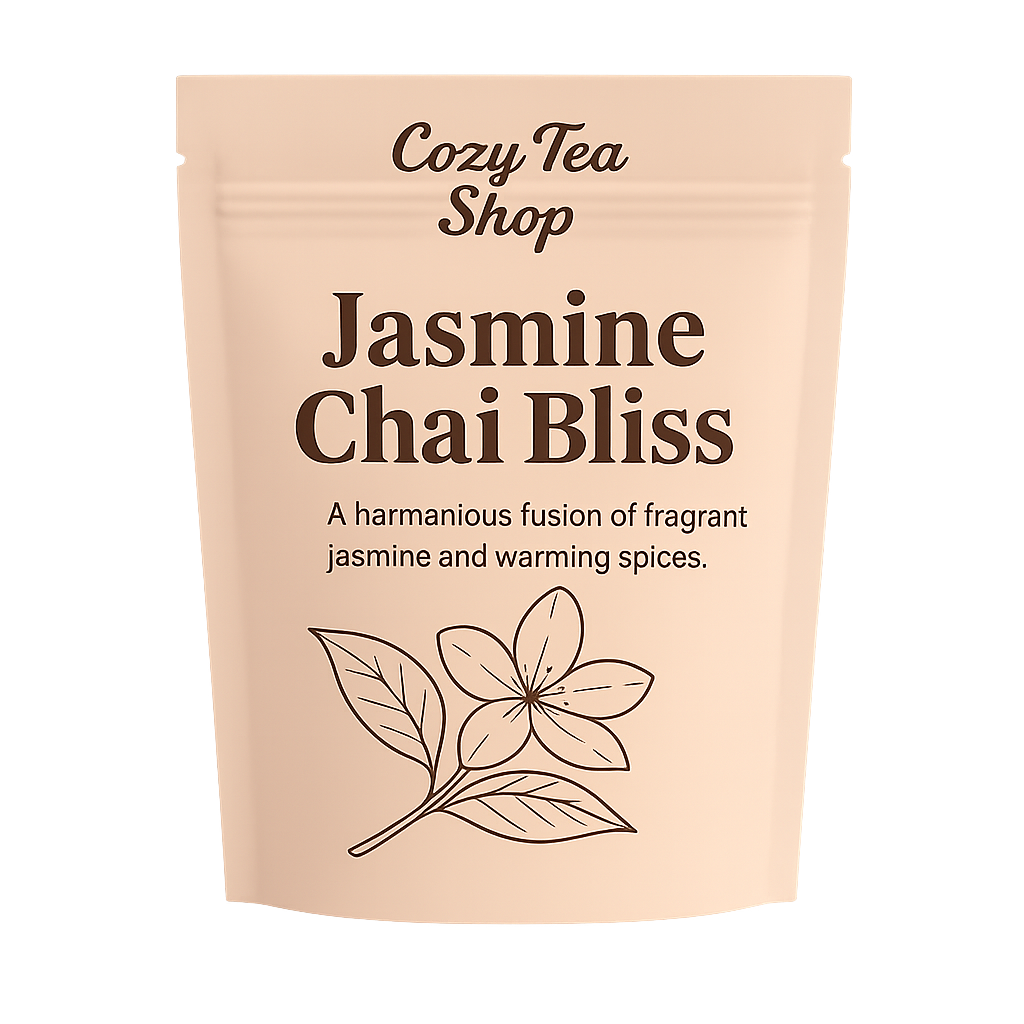 Cozy Tea
Shop
Jasmine
Chai Bliss
A harmanious fusion of fragrant
jasmine and warming spices.